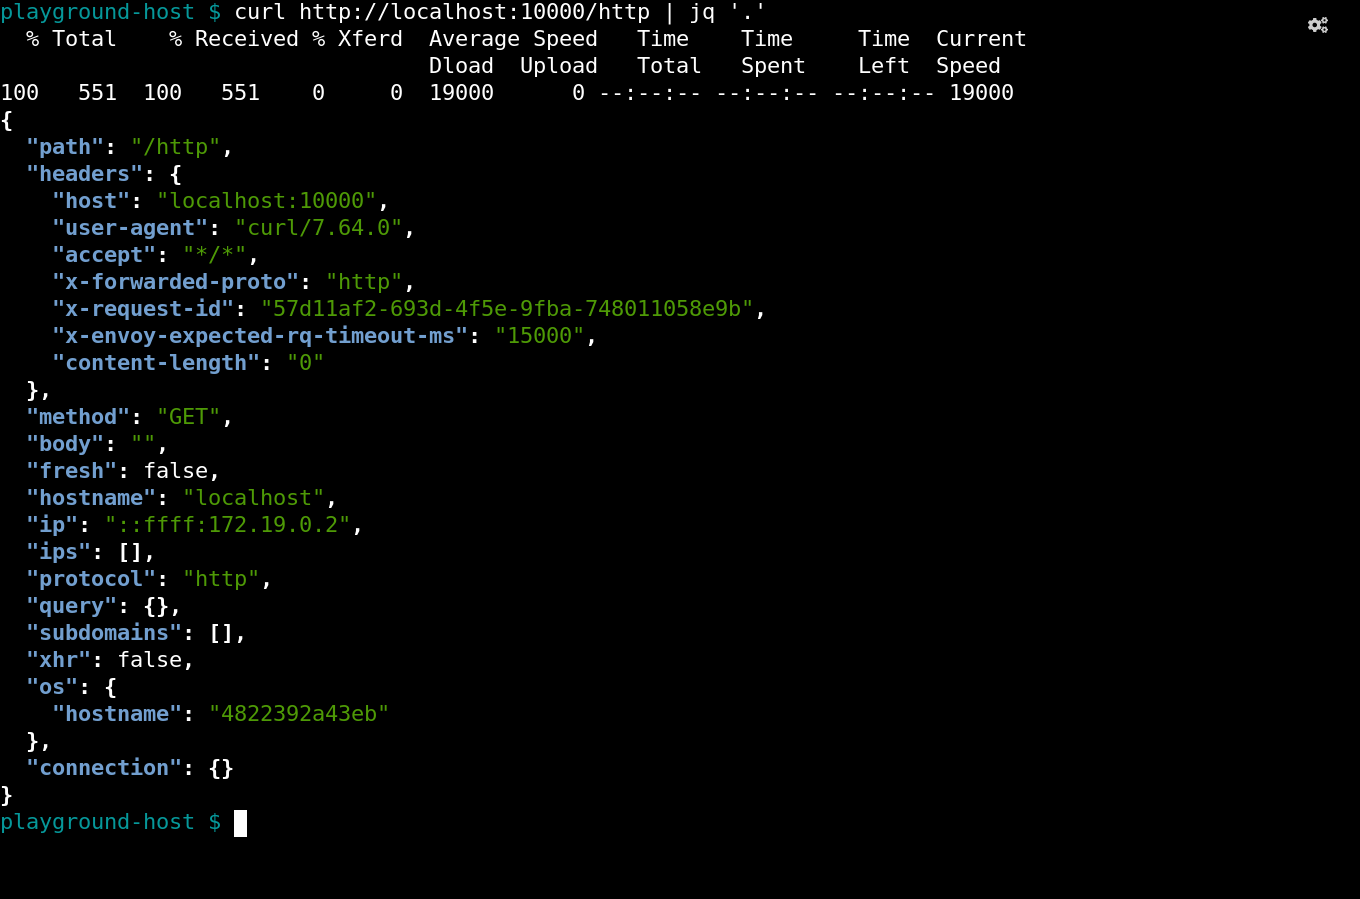 playground-host $ curl http://localhost:10000/http | jq '.'
  % Total    % Received % Xferd  Average Speed   Time    Time     Time  Current
                                 Dload  Upload   Total   Spent    Left  Speed
100   551  100   551    0     0  19000      0 --:--:-- --:--:-- --:--:-- 19000
{
  "path": "/http",
  "headers": {
    "host": "localhost:10000",
    "user-agent": "curl/7.64.0",
    "accept": "*/*",
    "x-forwarded-proto": "http",
    "x-request-id": "57d11af2-693d-4f5e-9fba-748011058e9b",
    "x-envoy-expected-rq-timeout-ms": "15000",
    "content-length": "0"
  },
  "method": "GET",
  "body": "",
  "fresh": false,
  "hostname": "localhost",
  "ip": "::ffff:172.19.0.2",
  "ips": [],
  "protocol": "http",
  "query": {},
  "subdomains": [],
  "xhr": false,
  "os": {
    "hostname": "4822392a43eb"
  },
  "connection": {}
}
playground-host $